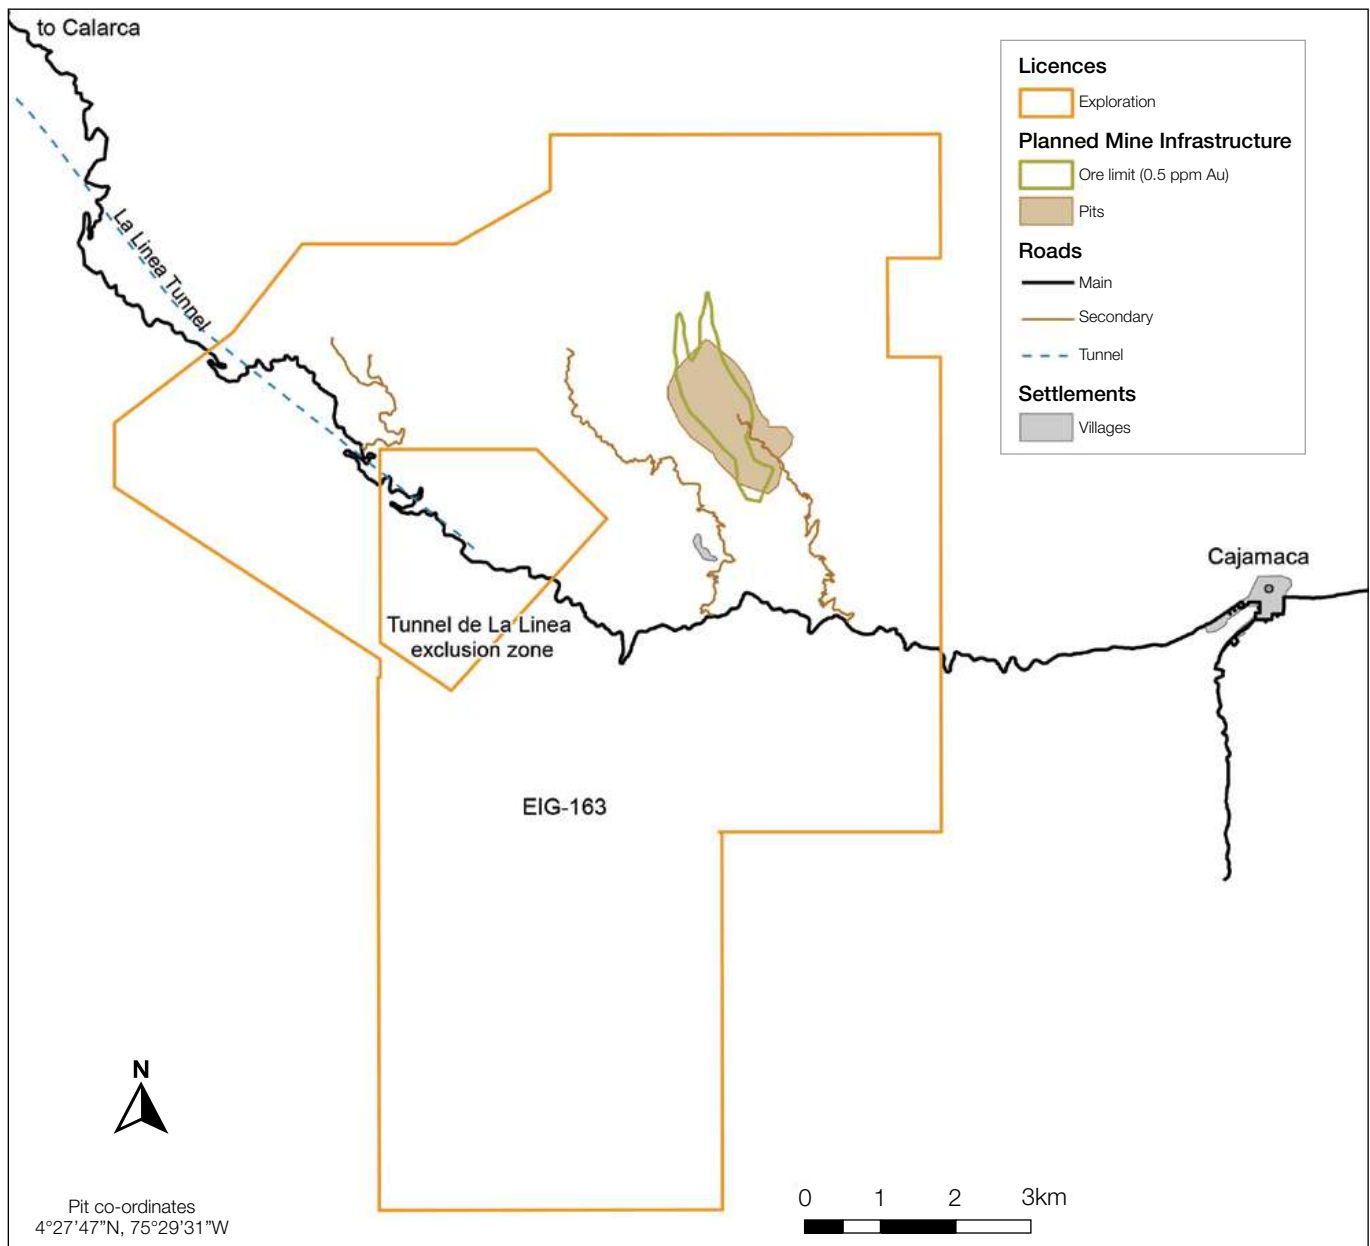 to Calarca
La Linea Tunnel
Licences
Exploration
Planned Mine Infrastructure
Ore limit (0.5 ppm Au)
Pits
Roads
Main
Secondary
Tunnel
Settlements
Villages
Cajamaca
Tunnel de La Linea
exclusion zone
EIG-163
N
Pit co-ordinates
4°27'47"N, 75°29'31"W
0 1 2 3km